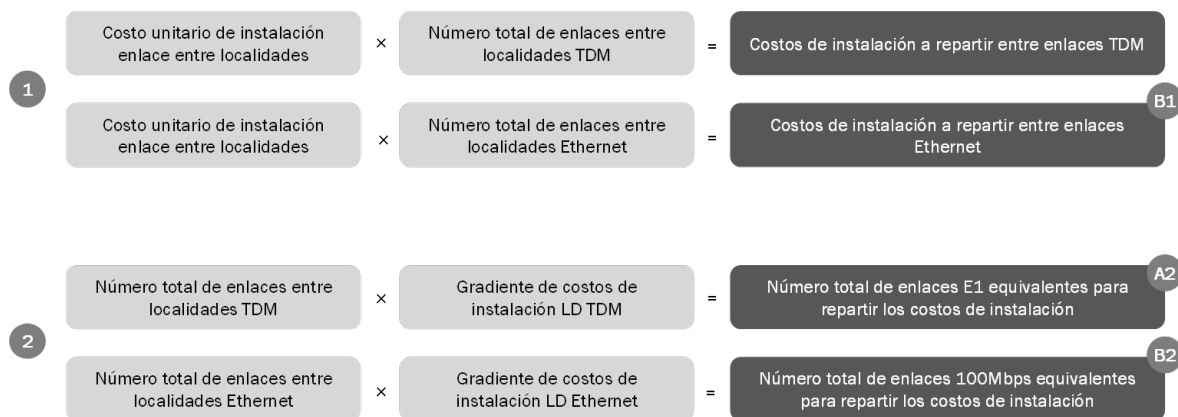 Costo unitario de instalación
enlace entre localidades
×
Número total de enlaces entre
localidades TDM
=
Costos de instalación a repartir entre enlaces TDM
1
B1
Costo unitario de instalación
enlace entre localidades
×
Número total de enlaces entre
localidades Ethernet
=
Costos de instalación a repartir entre enlaces
Ethernet
A2
Número total de enlaces entre
localidades TDM
×
Gradiente de costos de
instalación LD TDM
=
Número total de enlaces E1 equivalentes para
repartir los costos de instalación
2
B2
Número total de enlaces entre
localidades Ethernet
×
Gradiente de costos de
instalación LD Ethernet
=
Número total de enlaces 100Mbps equivalentes
para repartir los costos de instalación